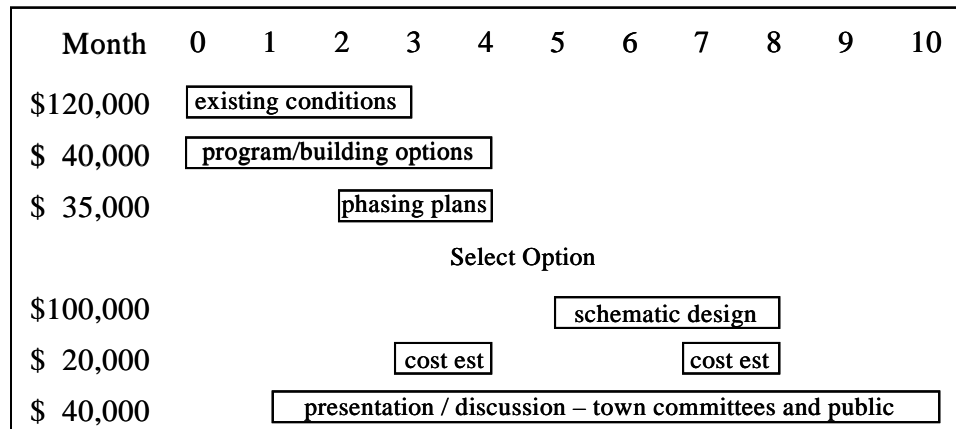 Month 0 1 2 3 4 5 6 7 8 9 10
$120,000 existing conditions
$ 40,000 program/building options
$ 35,000 phasing plans
Select Option
$100,000 schematic design
$ 20,000 cost est cost est
$ 40,000 presentation / discussion – town committees and public